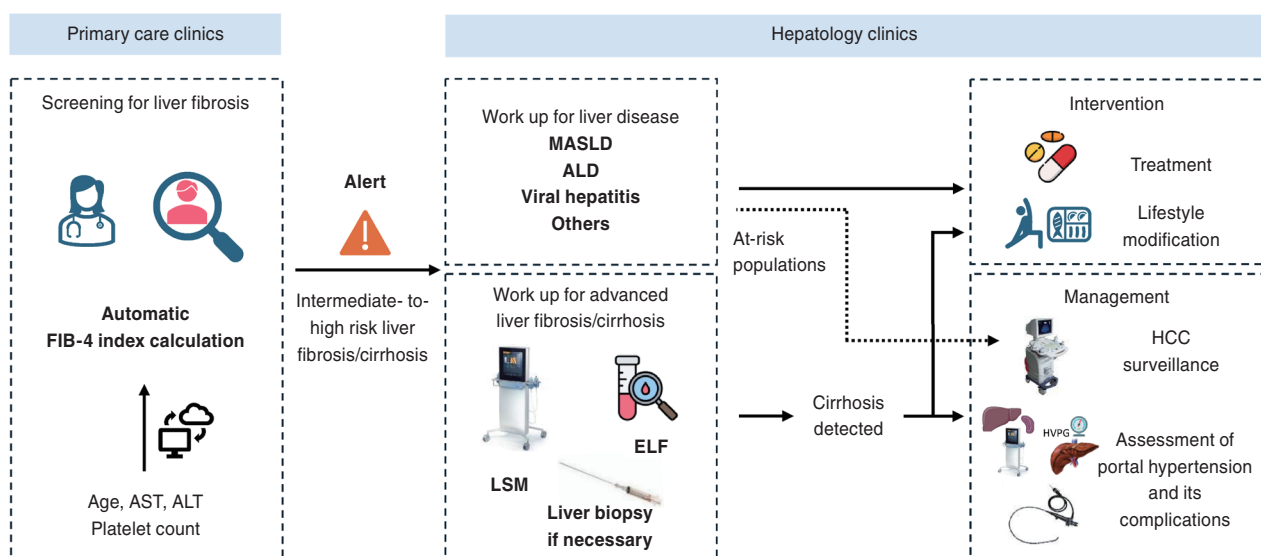 Primary care clinics
Hepatology clinics
Screening for liver fibrosis
Automatic
FIB-4 index calculation
Age, AST, ALT
Platelet count
Alert
Intermediate- to-
high risk liver
fibrosis/cirrhosis
Work up for liver disease
MASLD
ALD
Viral hepatitis
Others
Work up for advanced
liver fibrosis/cirrhosis
ELF
LSM
Liver biopsy
if necessary
At-risk
populations
Cirrhosis
detected
Intervention
Treatment
Lifestyle
modification
Management
HCC
surveillance
HVPG
Assessment of
portal hypertension
and its
complications